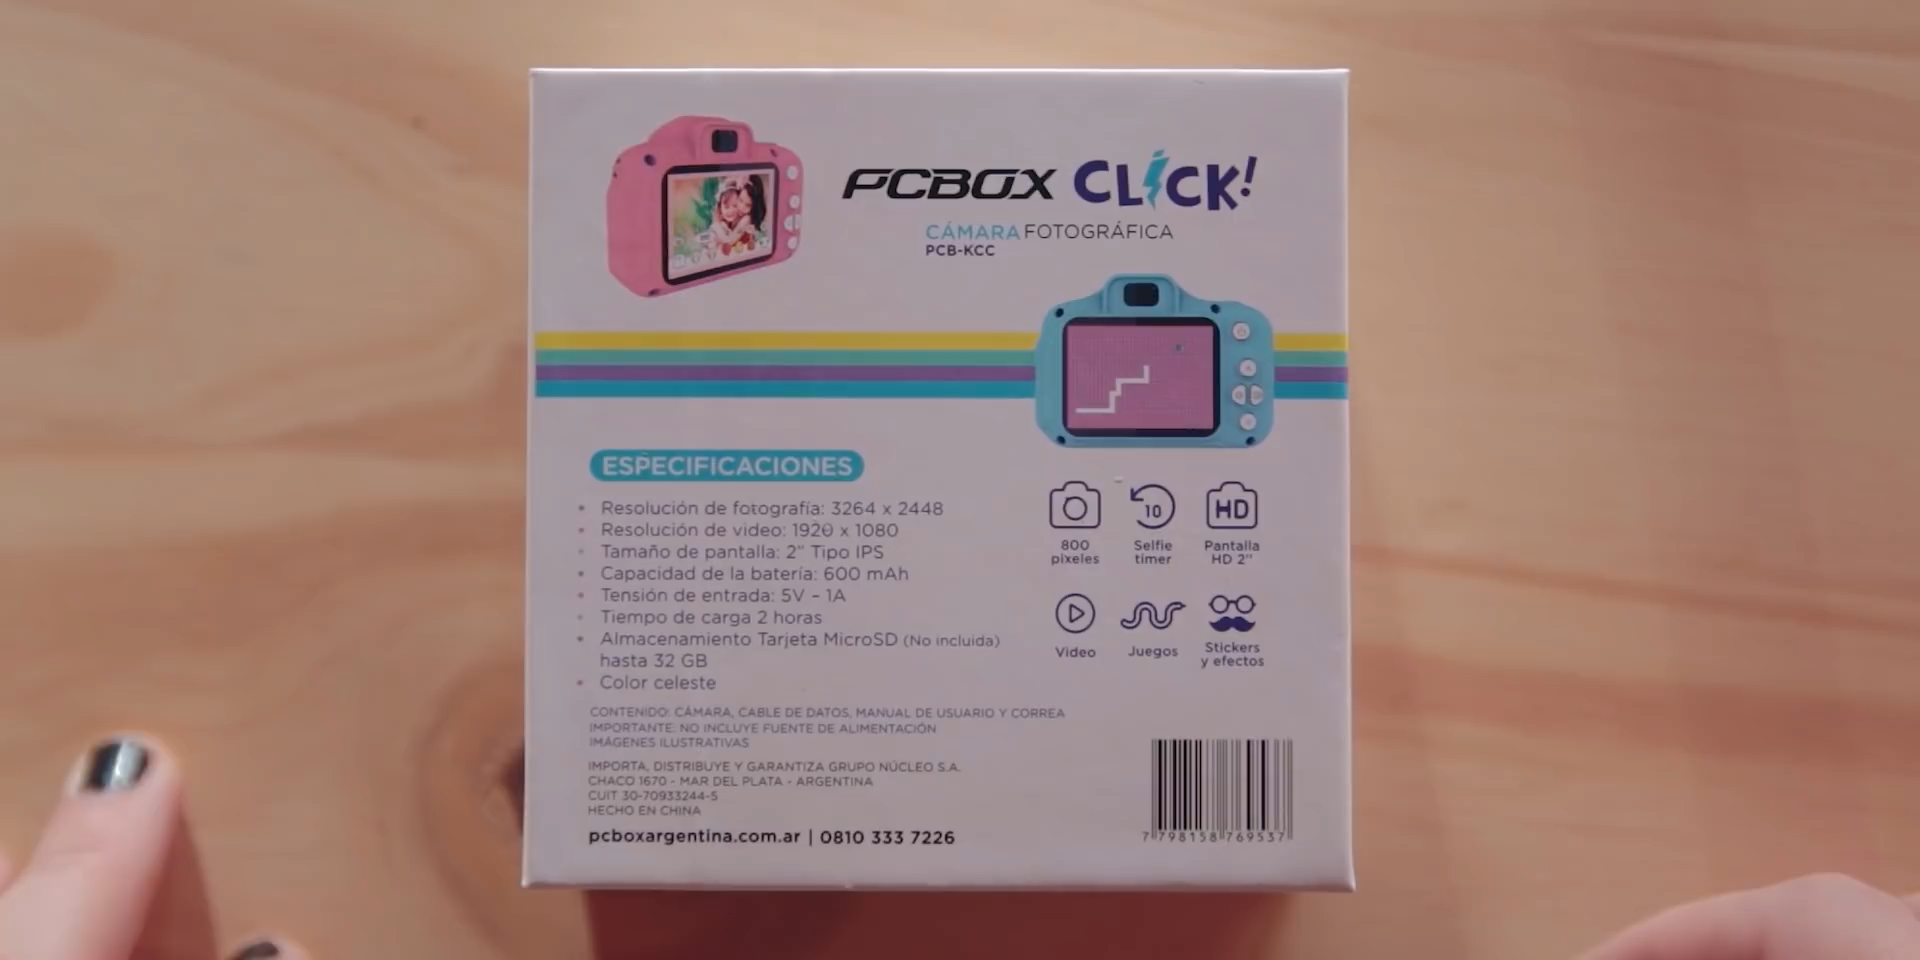 PCBOX CLICK!
CÁMARA FOTOGRÁFICA
PCB-KCC
ESPECIFICACIONES
• Resolución de fotografía: 3264 x 2448
• Resolución de video: 1920 x 1080
• Tamaño de pantalla: 2" Tipo IPS
• Capacidad de la batería: 600 mAh
• Tensión de entrada: 5V - 1A
• Tiempo de carga 2 horas
• Almacenamiento Tarjeta MicroSD (No incluida)
hasta 32 GB
• Color celeste
800
pixeles
10
Selfie
timer
HD
Pantalla
HD 2"
Video
Juegos
Stickers
y efectos
CONTENIDO: CÁMARA, CABLE DE DATOS, MANUAL DE USUARIO Y CORREA
IMPORTANTE: NO INCLUYE FUENTE DE ALIMENTACIÓN
IMÁGENES ILUSTRATIVAS
IMPORTA, DISTRIBUYE Y GARANTIZA GRUPO NÚCLEO S.A.
CHACO 1670 - MAR DEL PLATA - ARGENTINA
CUIT 30-70933244-5
HECHO EN CHINA
pcboxargentina.com.ar | 0810 333 7226
7 798158 769537